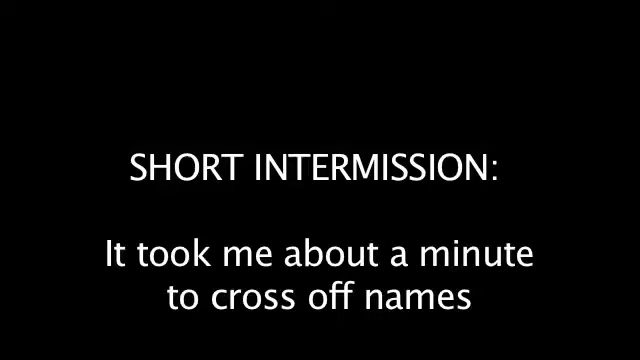 SHORT INTERMISSION:
It took me about a minute
to cross off names